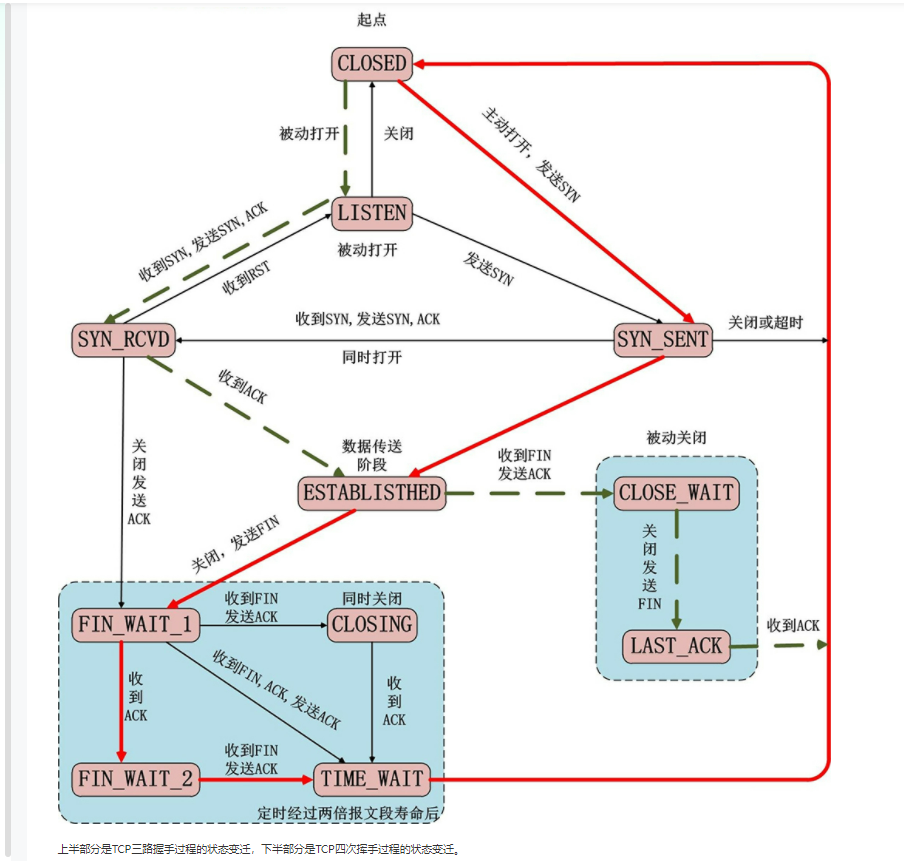 起点
CLOSED
被动打开
关闭
主动打开，发送SYN
LISTEN
被动打开
收到SYN,发送SYN,ACK
收到RST
发送SYN
SYN_RCVD
收到SYN,发送SYN,ACK
同时打开
SYN_SENT
关闭或超时
收到ACK
关
闭
发
送
ACK
数据传送
阶段
ESTABLISTHED
收到FIN
发送ACK
被动关闭
CLOSE_WAIT
关
闭
发
送
FIN
LAST_ACK
收到ACK
关闭，发送FIN
FIN_WAIT_1
收到FIN
发送ACK
同时关闭
CLOSING
收
到
ACK
收到FIN,ACK,发送ACK
收
到
ACK
FIN_WAIT_2
收到FIN
发送ACK
TIME_WAIT
定时经过两倍报文段寿命后
上半部分是TCP三路握手过程的状态变迁，下半部分是TCP四次挥手过程的状态变迁。